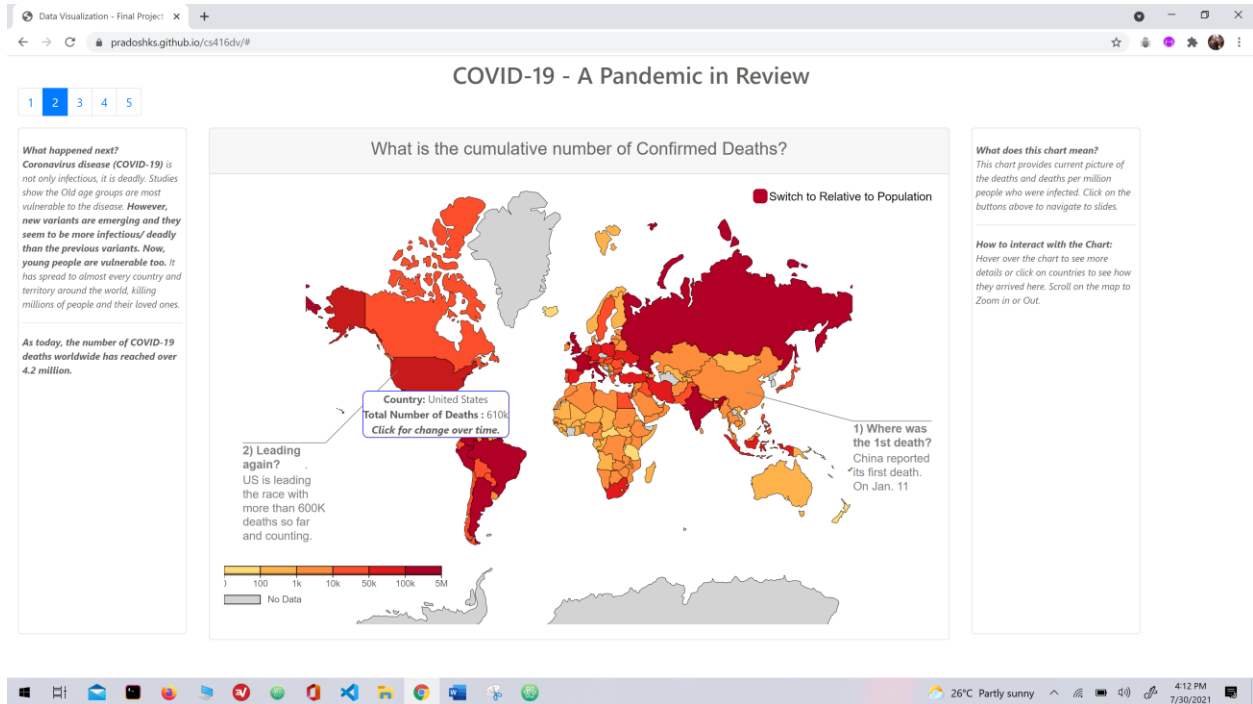 Data Visualization - Final Project
pradoshks.github.io/cs416dv/#
COVID-19 - A Pandemic in Review
1 2 3 4 5
What happened next?
Coronavirus disease (COVID-19) is
not only infectious, it is deadly. Studies
show the Old age groups are most
vulnerable to the disease. However,
new variants are emerging and they
seem to be more infectious/ deadly
than the previous variants. Now,
young people are vulnerable too. It
has spread to almost every country and
territory around the world, killing
millions of people and their loved ones.
As today, the number of COVID-19
deaths worldwide has reached over
4.2 million.
What is the cumulative number of Confirmed Deaths?
Switch to Relative to Population
Country: United States
Total Number of Deaths : 610k
Click for change over time.
2) Leading
again?
US is leading
the race with
more than 600K
deaths so far
and counting.
1) Where was
the 1st death?
China reported
its first death.
On Jan. 11
100 1k 10k 50k 100k 5M
No Data
What does this chart mean?
This chart provides current picture of
the deaths and deaths per million
people who were infected. Click on the
buttons above to navigate to slides.
How to interact with the Chart:
Hover over the chart to see more
details or click on countries to see how
they arrived here. Scroll on the map to
Zoom in or Out.
26°C Partly sunny
4:12 PM
7/30/2021